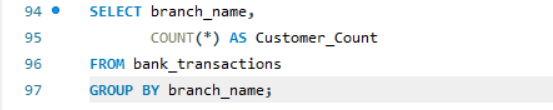 94 SELECT branch_name,
95 COUNT(*) AS Customer_Count
96 FROM bank_transactions
97 GROUP BY branch_name;